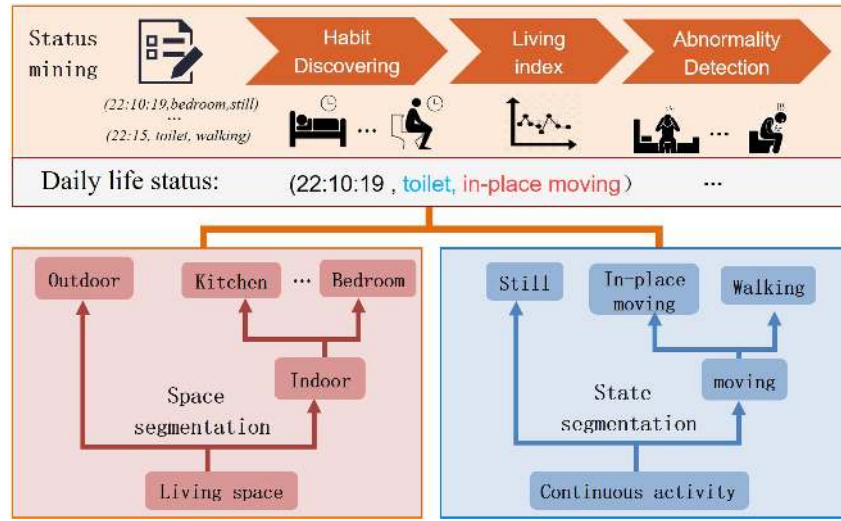 Status mining
Habit Discovering
Living index
Abnormality Detection
(22:10:19,bedroom,still)
...
(22:15, toilet, walking)
...
!!!
...
Daily life status:
(22:10:19 , toilet, in-place moving)
...
Outdoor
Kitchen
...
Bedroom
Indoor
Space segmentation
Living space
Still
In-place moving
Walking
moving
State segmentation
Continuous activity